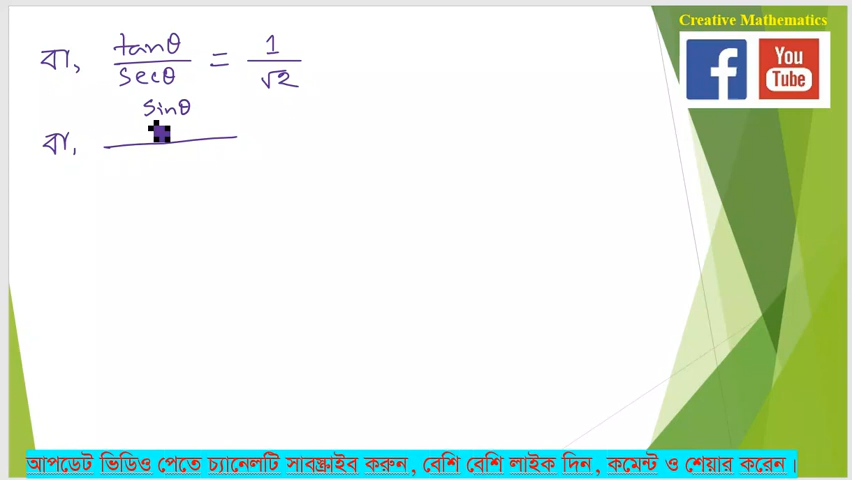 Creative Mathematics
f
You
Tube
বা, tanθ/secθ = 1/√2
sinθ
বা,
আপডেট ভিডিও পেতে চ্যানেলটি সাবস্ক্রাইব করুন, বেশি বেশি লাইক দিন, কমেন্ট ও শেয়ার করেন।